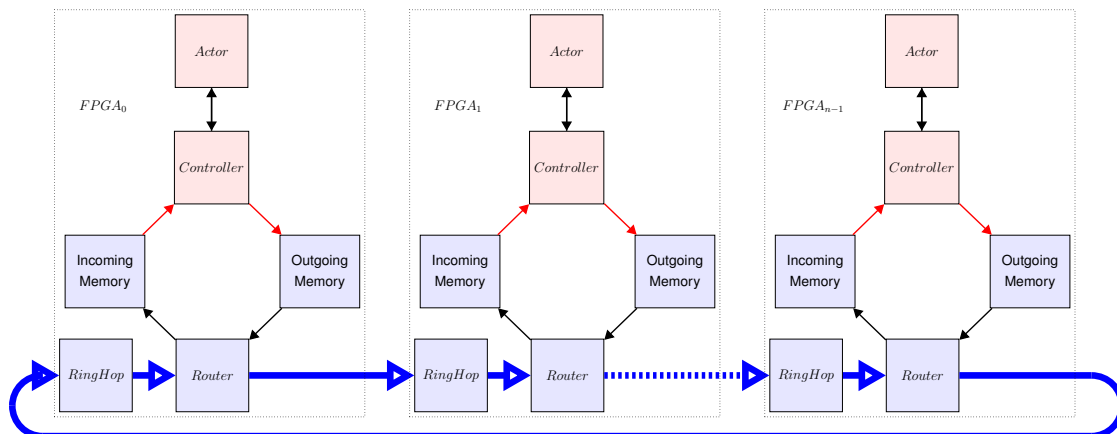 Actor
Actor
Actor
FPGA₀
FPGA₁
FPGAₙ₋₁
Controller
Controller
Controller
Incoming
Memory
Outgoing
Memory
Incoming
Memory
Outgoing
Memory
Incoming
Memory
Outgoing
Memory
RingHop
Router
RingHop
Router
RingHop
Router